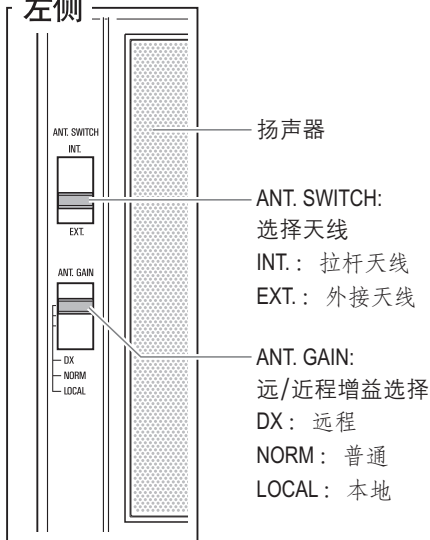 左侧
ANT. SWITCH
INT.
EXT.
ANT. GAIN
DX
NORM
LOCAL
扬声器
ANT. SWITCH:
选择天线
INT.： 拉杆天线
EXT.： 外接天线
ANT. GAIN:
远/近程增益选择
DX： 远程
NORM： 普通
LOCAL： 本地